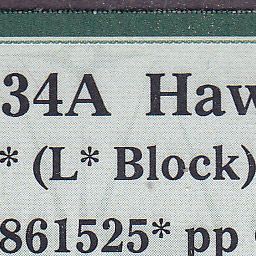 34A Haw
* (L* Block)
861525* pp